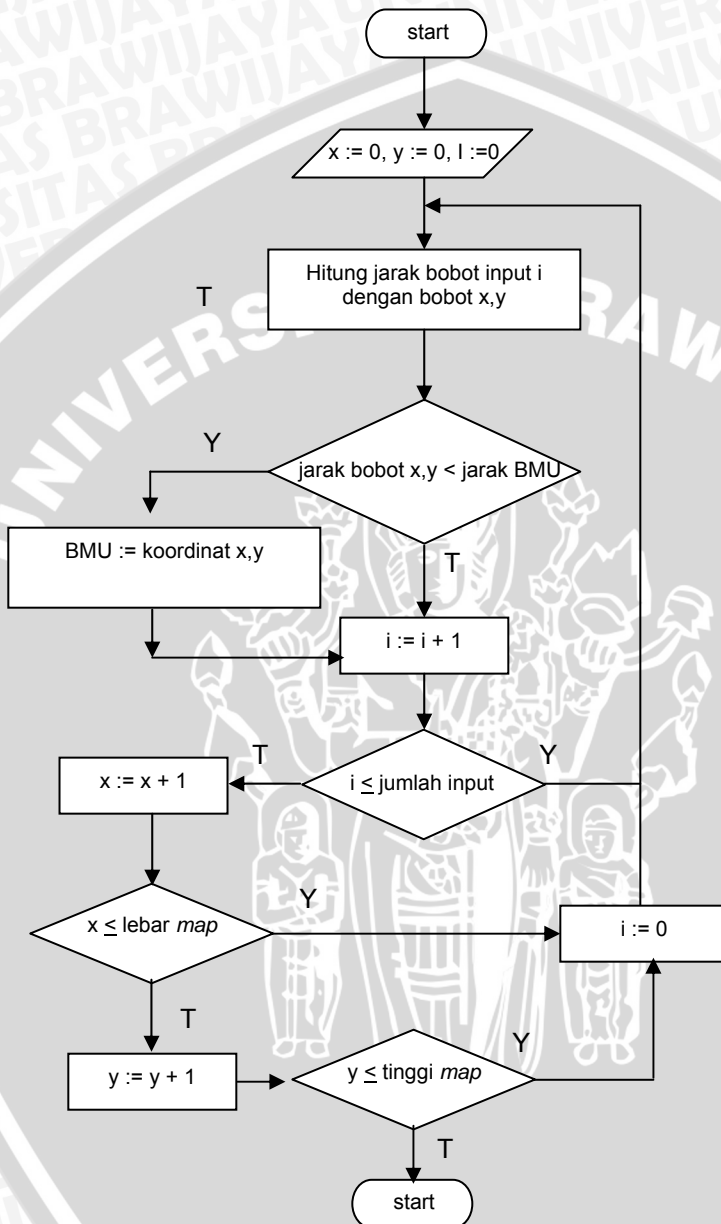 start
x := 0, y := 0, I :=0
Hitung jarak bobot input i
dengan bobot x,y
T
jarak bobot x,y < jarak BMU
Y
T
BMU := koordinat x,y
i := i + 1
i ≤ jumlah input
T
Y
x := x + 1
x ≤ lebar map
Y
i := 0
T
y := y + 1
y ≤ tinggi map
Y
T
start